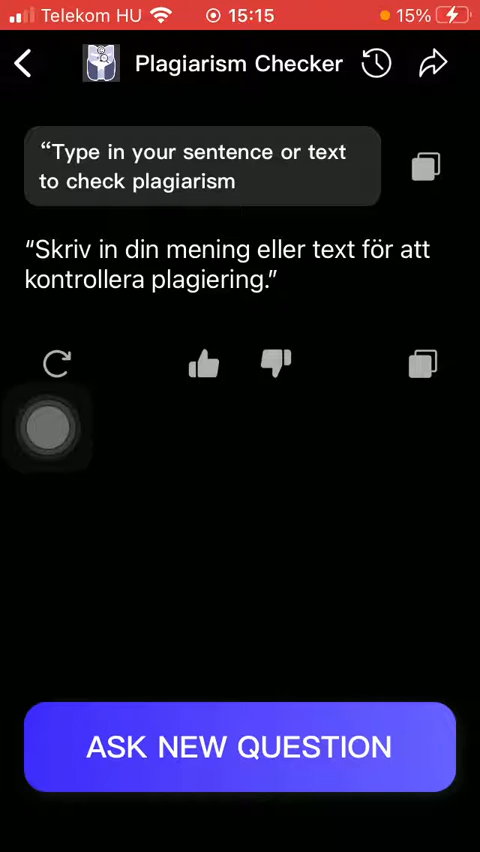 Telekom HU 15:15 15%
Plagiarism Checker
“Type in your sentence or text
to check plagiarism
“Skriv in din mening eller text för att
kontrollera plagiering.”
ASK NEW QUESTION